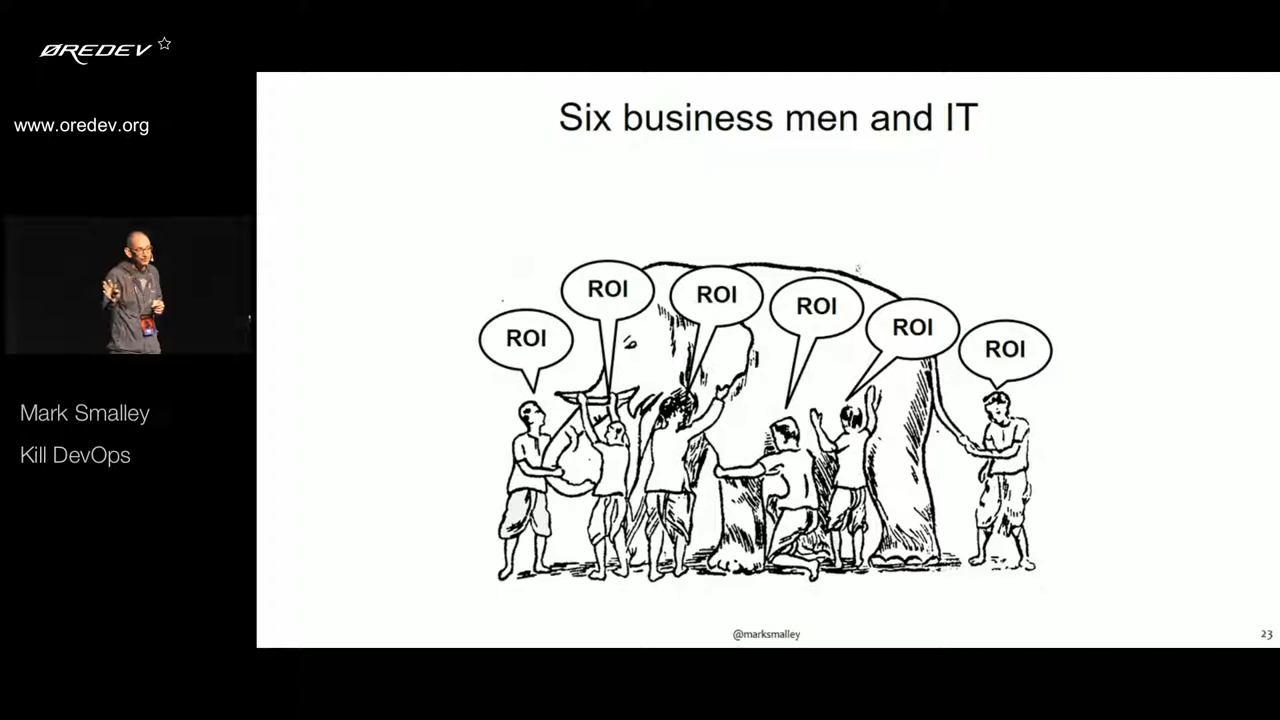 ØREDEV
www.oredev.org
Mark Smalley
Kill DevOps
Six business men and IT
ROI
ROI
ROI
ROI
ROI
ROI
@marksmalley
23